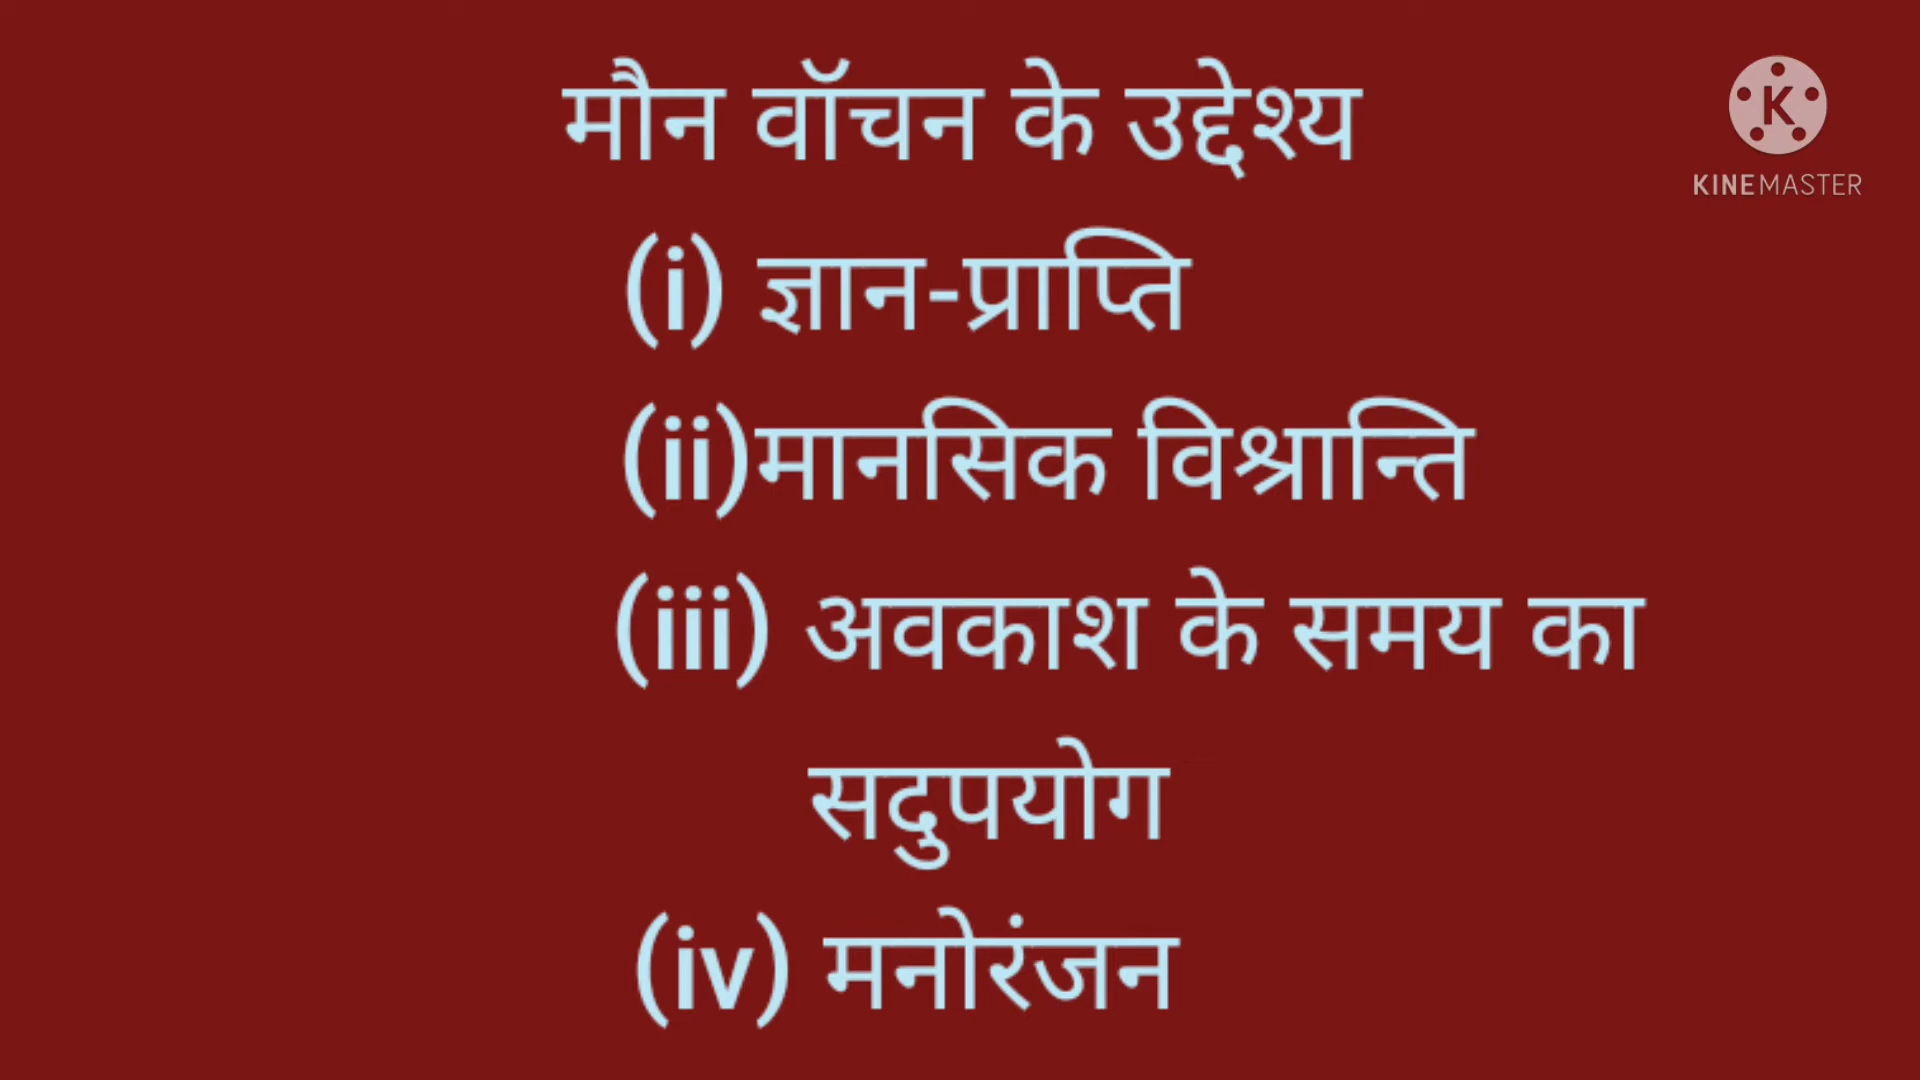 मौन वॉचन के उद्देश्य
K
KINEMASTER
(i) ज्ञान-प्राप्ति
(ii)मानसिक विश्रान्ति
(iii) अवकाश के समय का
सदुपयोग
(iv) मनोरंजन